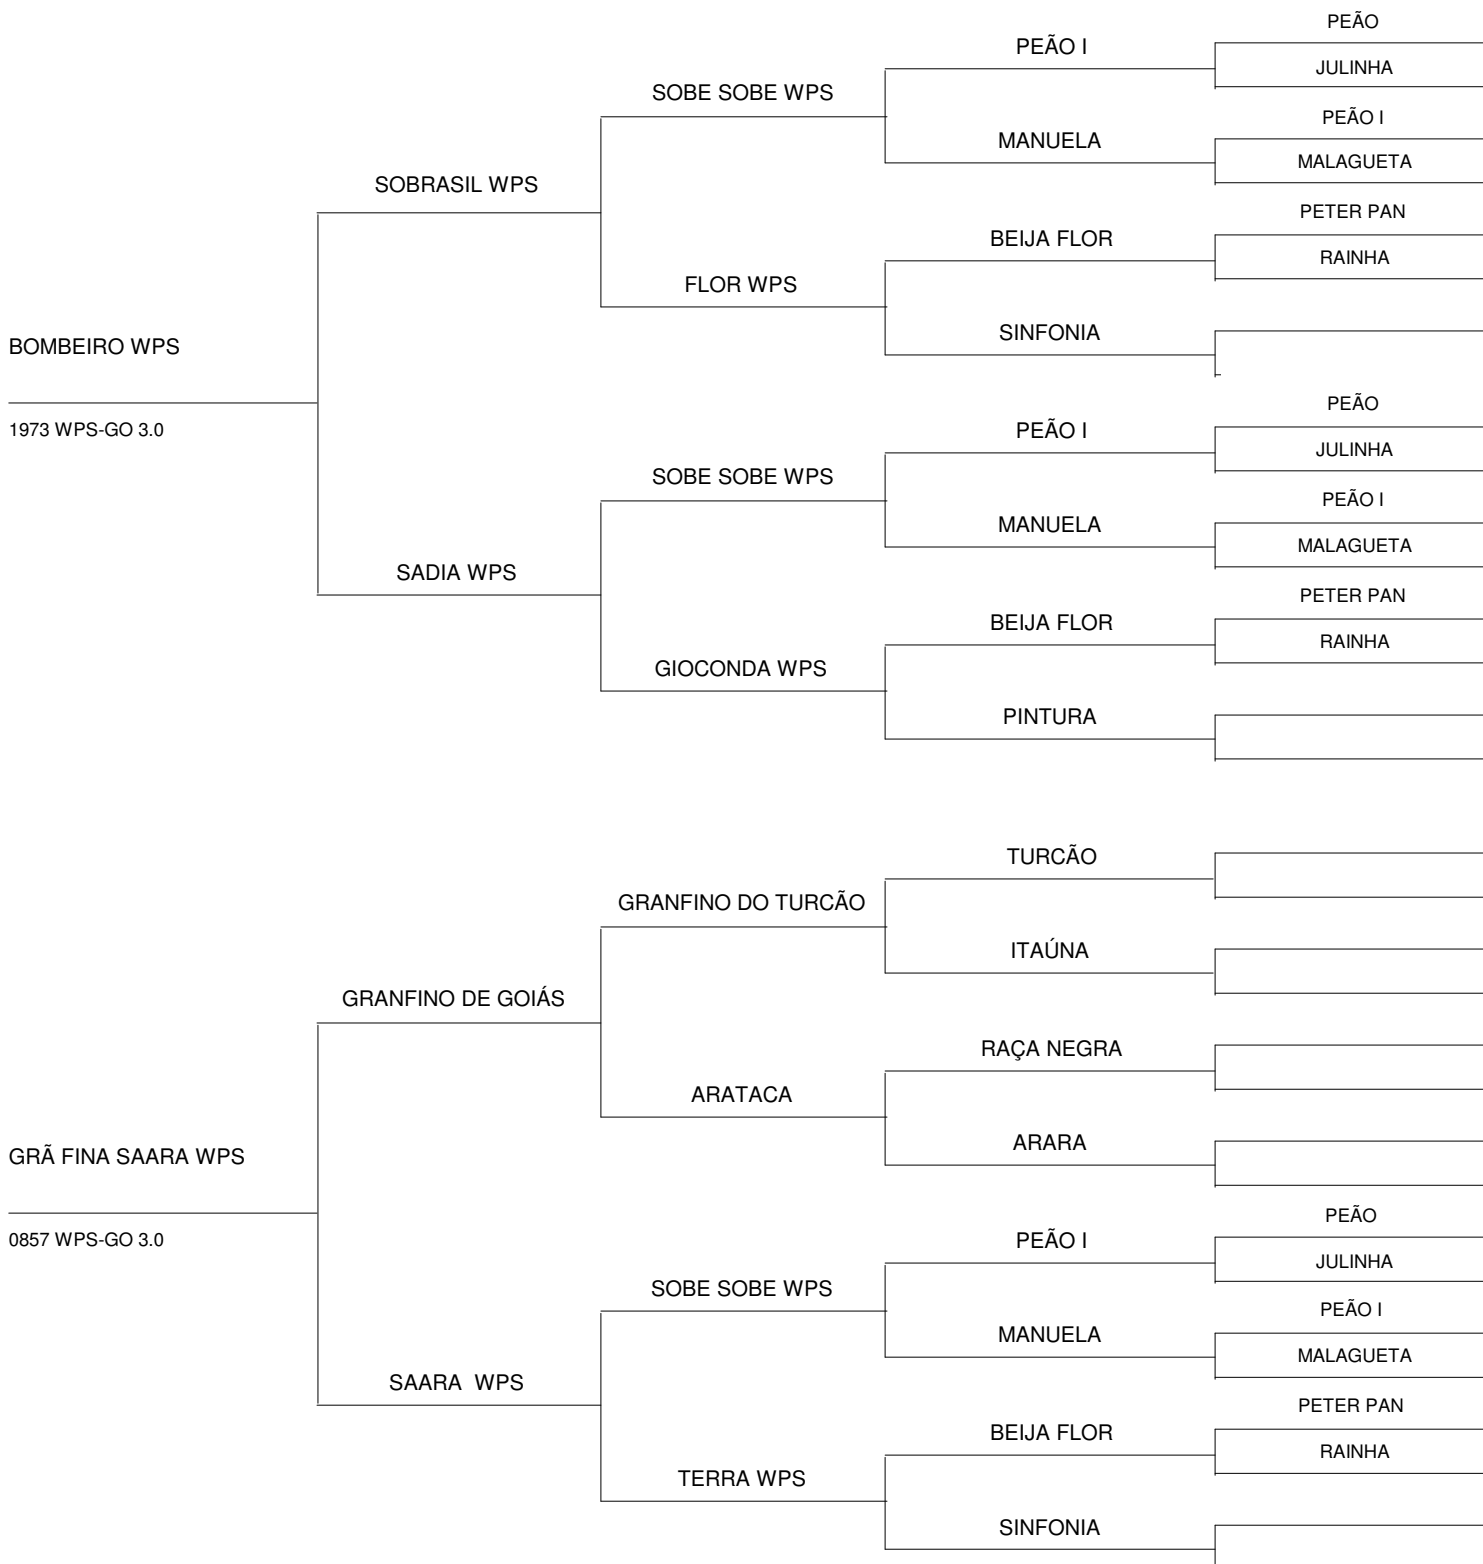 PEÃO
PEÃO I
JULINHA
SOBE SOBE WPS
PEÃO I
MANUELA
MALAGUETA
SOBRASIL WPS
PETER PAN
BEIJA FLOR
RAINHA
FLOR WPS
SINFONIA
BOMBEIRO WPS
PEÃO
1973 WPS-GO 3.0
PEÃO I
JULINHA
SOBE SOBE WPS
PEÃO I
MANUELA
MALAGUETA
SADIA WPS
PETER PAN
BEIJA FLOR
RAINHA
GIOCONDA WPS
PINTURA
TURCÃO
GRANFINO DO TURCÃO
ITAÚNA
GRANFINO DE GOIÁS
RAÇA NEGRA
ARATACA
ARARA
GRÃ FINA SAARA WPS
PEÃO
0857 WPS-GO 3.0
PEÃO I
JULINHA
SOBE SOBE WPS
PEÃO I
MANUELA
MALAGUETA
SAARA  WPS
PETER PAN
BEIJA FLOR
RAINHA
TERRA WPS
SINFONIA